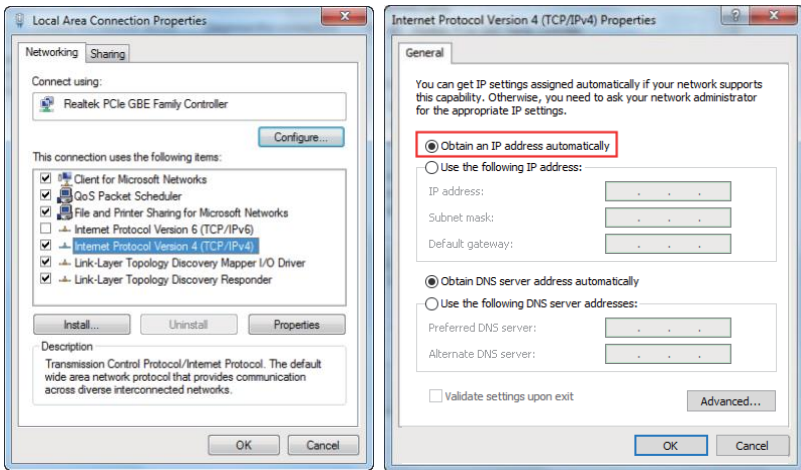 Local Area Connection Properties
Networking
Sharing
Connect using:
Realtek PCIe GBE Family Controller
Configure...
This connection uses the following items:
Client for Microsoft Networks
QoS Packet Scheduler
File and Printer Sharing for Microsoft Networks
Internet Protocol Version 6 (TCP/IPv6)
Internet Protocol Version 4 (TCP/IPv4)
Link-Layer Topology Discovery Mapper I/O Driver
Link-Layer Topology Discovery Responder
Install...
Uninstall
Properties
Description
Transmission Control Protocol/Internet Protocol. The default
wide area network protocol that provides communication
across diverse interconnected networks.
OK
Cancel
Internet Protocol Version 4 (TCP/IPv4) Properties
General
You can get IP settings assigned automatically if your network supports
this capability. Otherwise, you need to ask your network administrator
for the appropriate IP settings.
Obtain an IP address automatically
Use the following IP address:
IP address:
Subnet mask:
Default gateway:
Obtain DNS server address automatically
Use the following DNS server addresses:
Preferred DNS server:
Alternate DNS server:
Validate settings upon exit
Advanced...
OK
Cancel